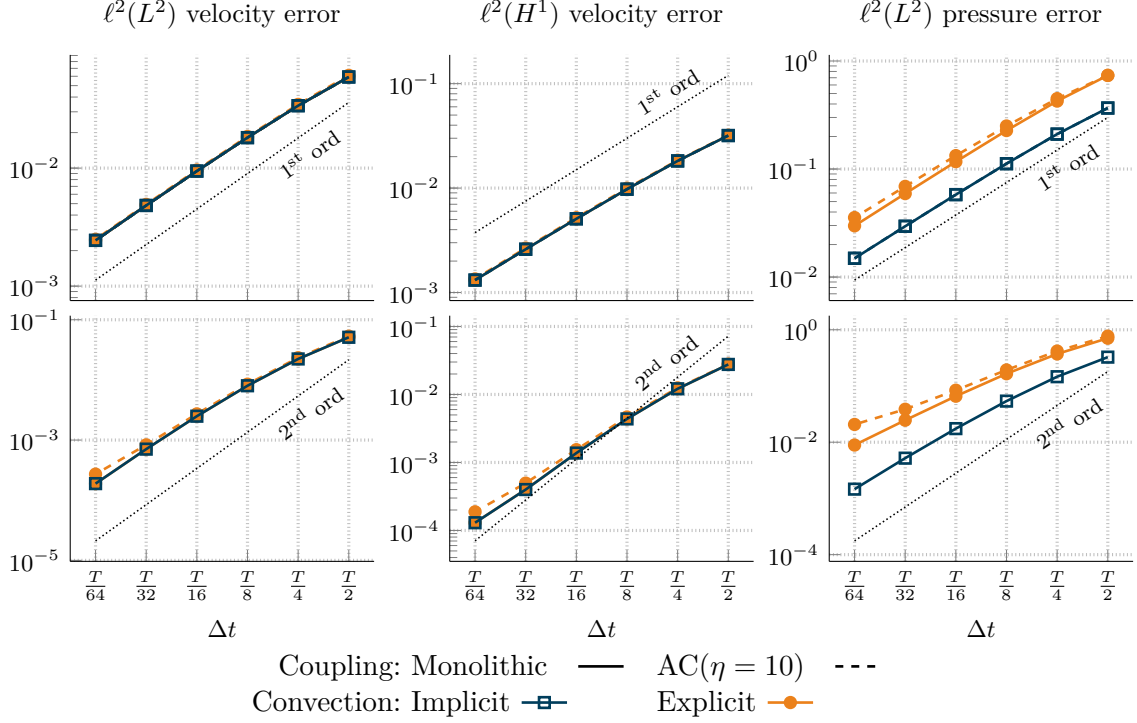 ℓ²(L²) velocity error
ℓ²(H¹) velocity error
ℓ²(L²) pressure error
10⁻²
10⁻³
1ˢᵗ ord
10⁻¹
10⁻²
10⁻³
1ˢᵗ ord
10⁰
10⁻¹
10⁻²
1ˢᵗ ord
10⁻¹
10⁻³
10⁻⁵
2ⁿᵈ ord
10⁻¹
10⁻²
10⁻³
10⁻⁴
2ⁿᵈ ord
10⁰
10⁻²
10⁻⁴
2ⁿᵈ ord
T/64 T/32 T/16 T/8 T/4 T/2
T/64 T/32 T/16 T/8 T/4 T/2
T/64 T/32 T/16 T/8 T/4 T/2
Δt
Δt
Δt
Coupling: Monolithic AC(η = 10)
Convection: Implicit Explicit